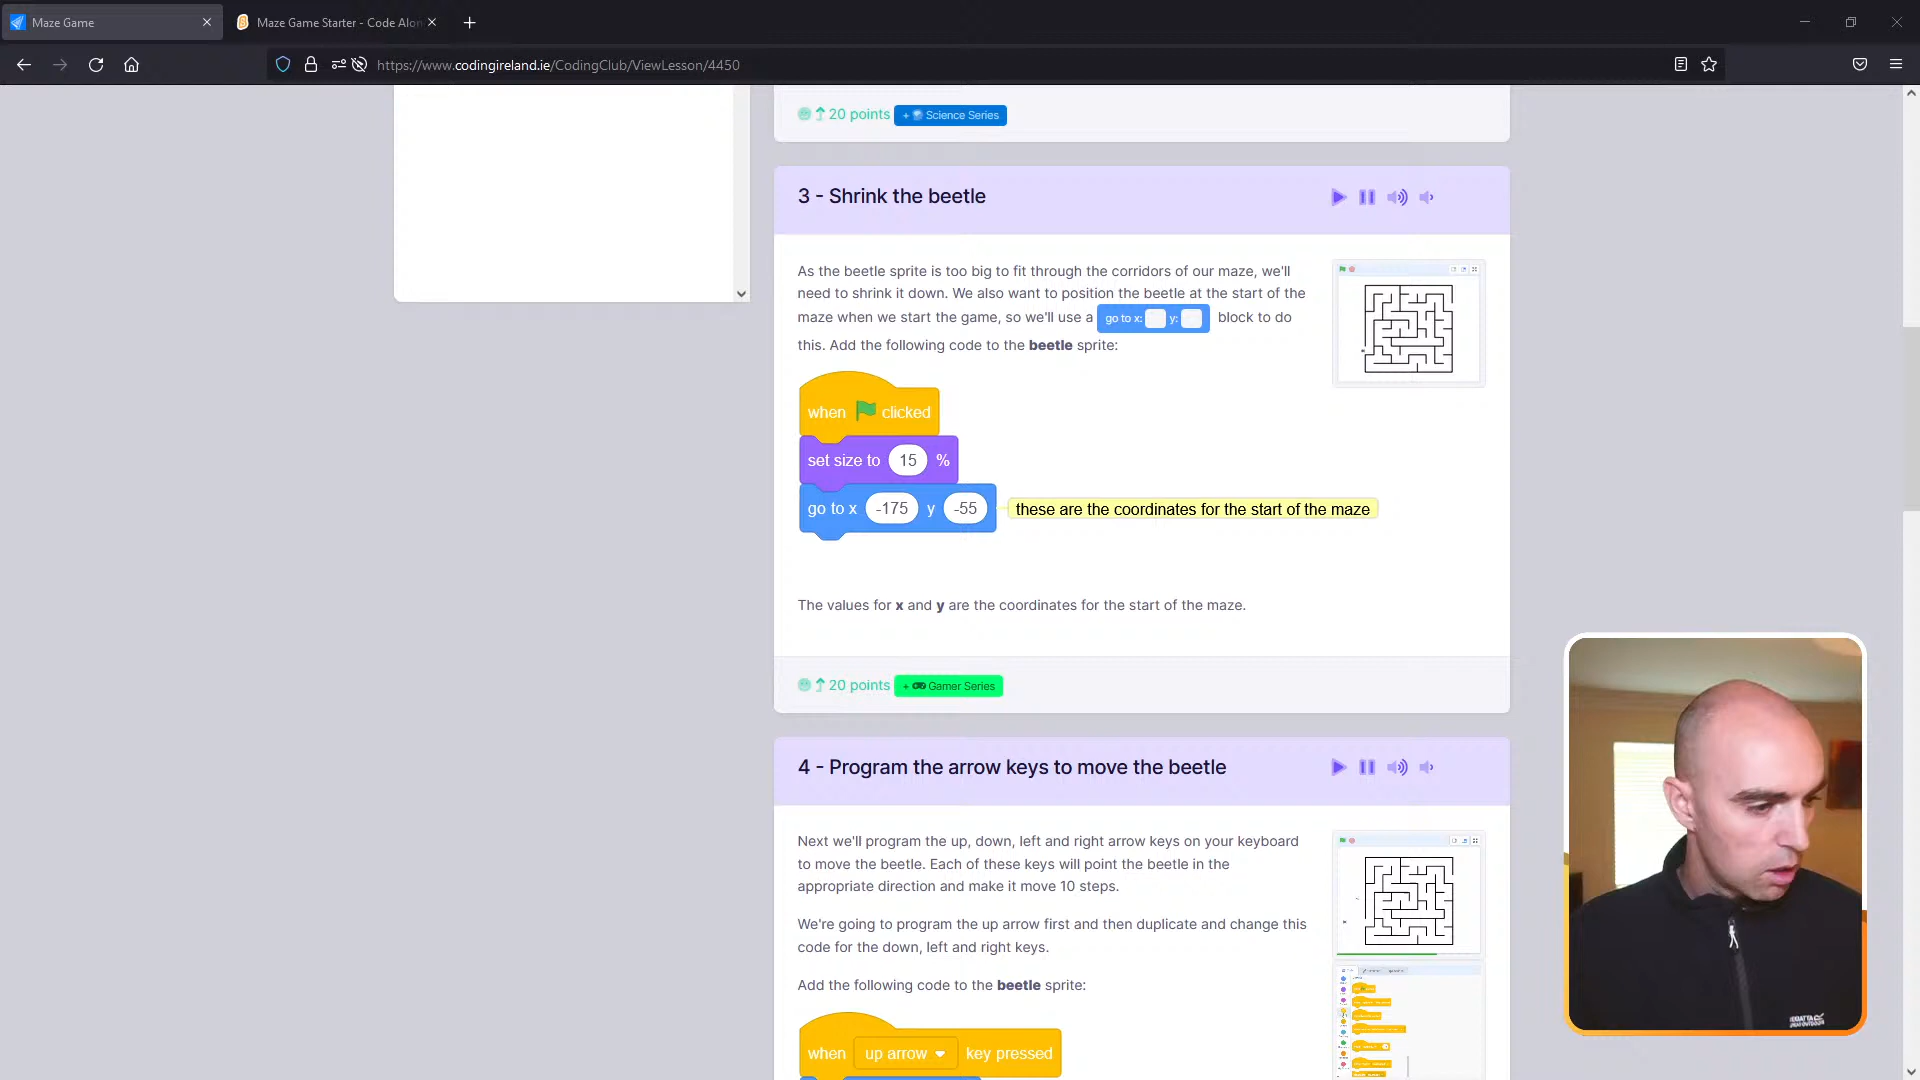 Maze Game
Maze Game Starter - Code Alon
https://www.codingireland.ie/CodingClub/ViewLesson/4450
20 points + Science Series
3 - Shrink the beetle
As the beetle sprite is too big to fit through the corridors of our maze, we'll
need to shrink it down. We also want to position the beetle at the start of the
maze when we start the game, so we'll use a go to x: y: block to do
this. Add the following code to the beetle sprite:
when clicked
set size to 15 %
go to x -175 y -55 these are the coordinates for the start of the maze
The values for x and y are the coordinates for the start of the maze.
20 points + Gamer Series
4 - Program the arrow keys to move the beetle
Next we'll program the up, down, left and right arrow keys on your keyboard
to move the beetle. Each of these keys will point the beetle in the
appropriate direction and make it move 10 steps.
We're going to program the up arrow first and then duplicate and change this
code for the down, left and right keys.
Add the following code to the beetle sprite:
when up arrow key pressed